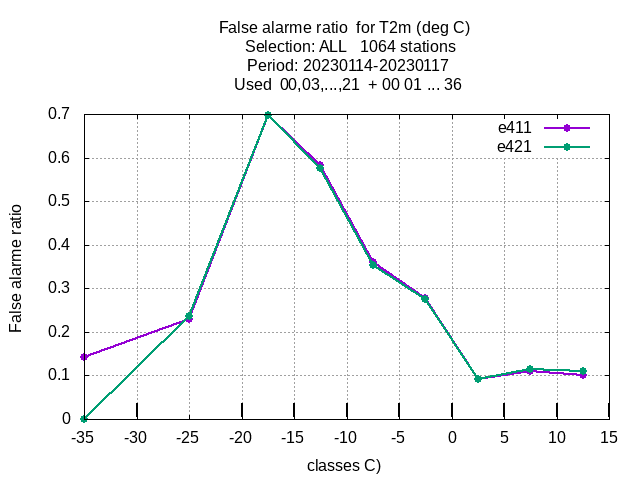 False alarme ratio  for T2m (deg C)
Selection: ALL   1064 stations
Period: 20230114-20230117
Used  00,03,...,21  + 00 01 ... 36
e411
e421
False alarme ratio
0.7
0.6
0.5
0.4
0.3
0.2
0.1
0
-35 -30 -25 -20 -15 -10 -5 0 5 10 15
classes C)